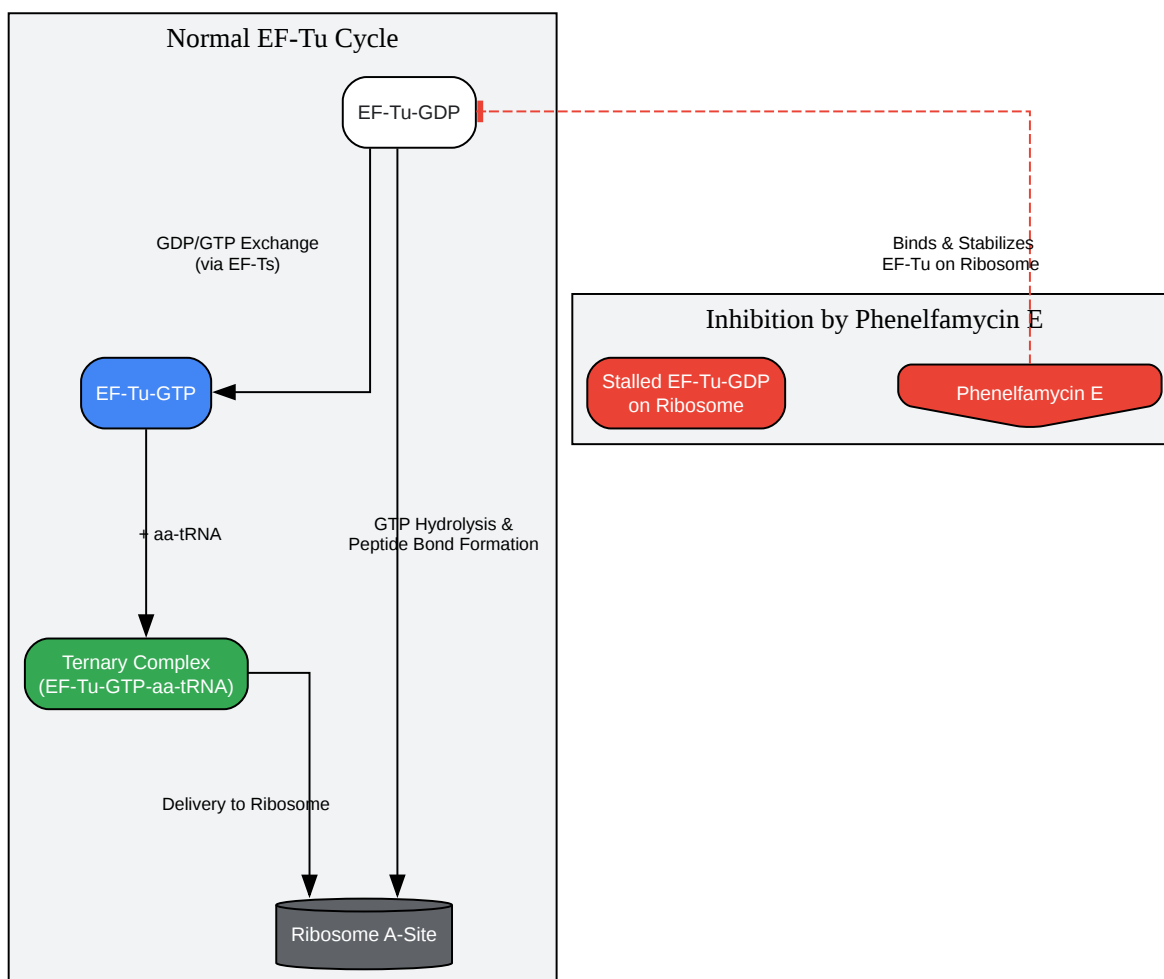 Normal EF-Tu Cycle
EF-Tu-GDP
GDP/GTP Exchange
(via EF-Ts)
Binds & Stabilizes
EF-Tu on Ribosome
Inhibition by Phenelfamycin E
EF-Tu-GTP
Stalled EF-Tu-GDP
on Ribosome
Phenelfamycin E
+ aa-tRNA
GTP Hydrolysis &
Peptide Bond Formation
Ternary Complex
(EF-Tu-GTP-aa-tRNA)
Delivery to Ribosome
Ribosome A-Site